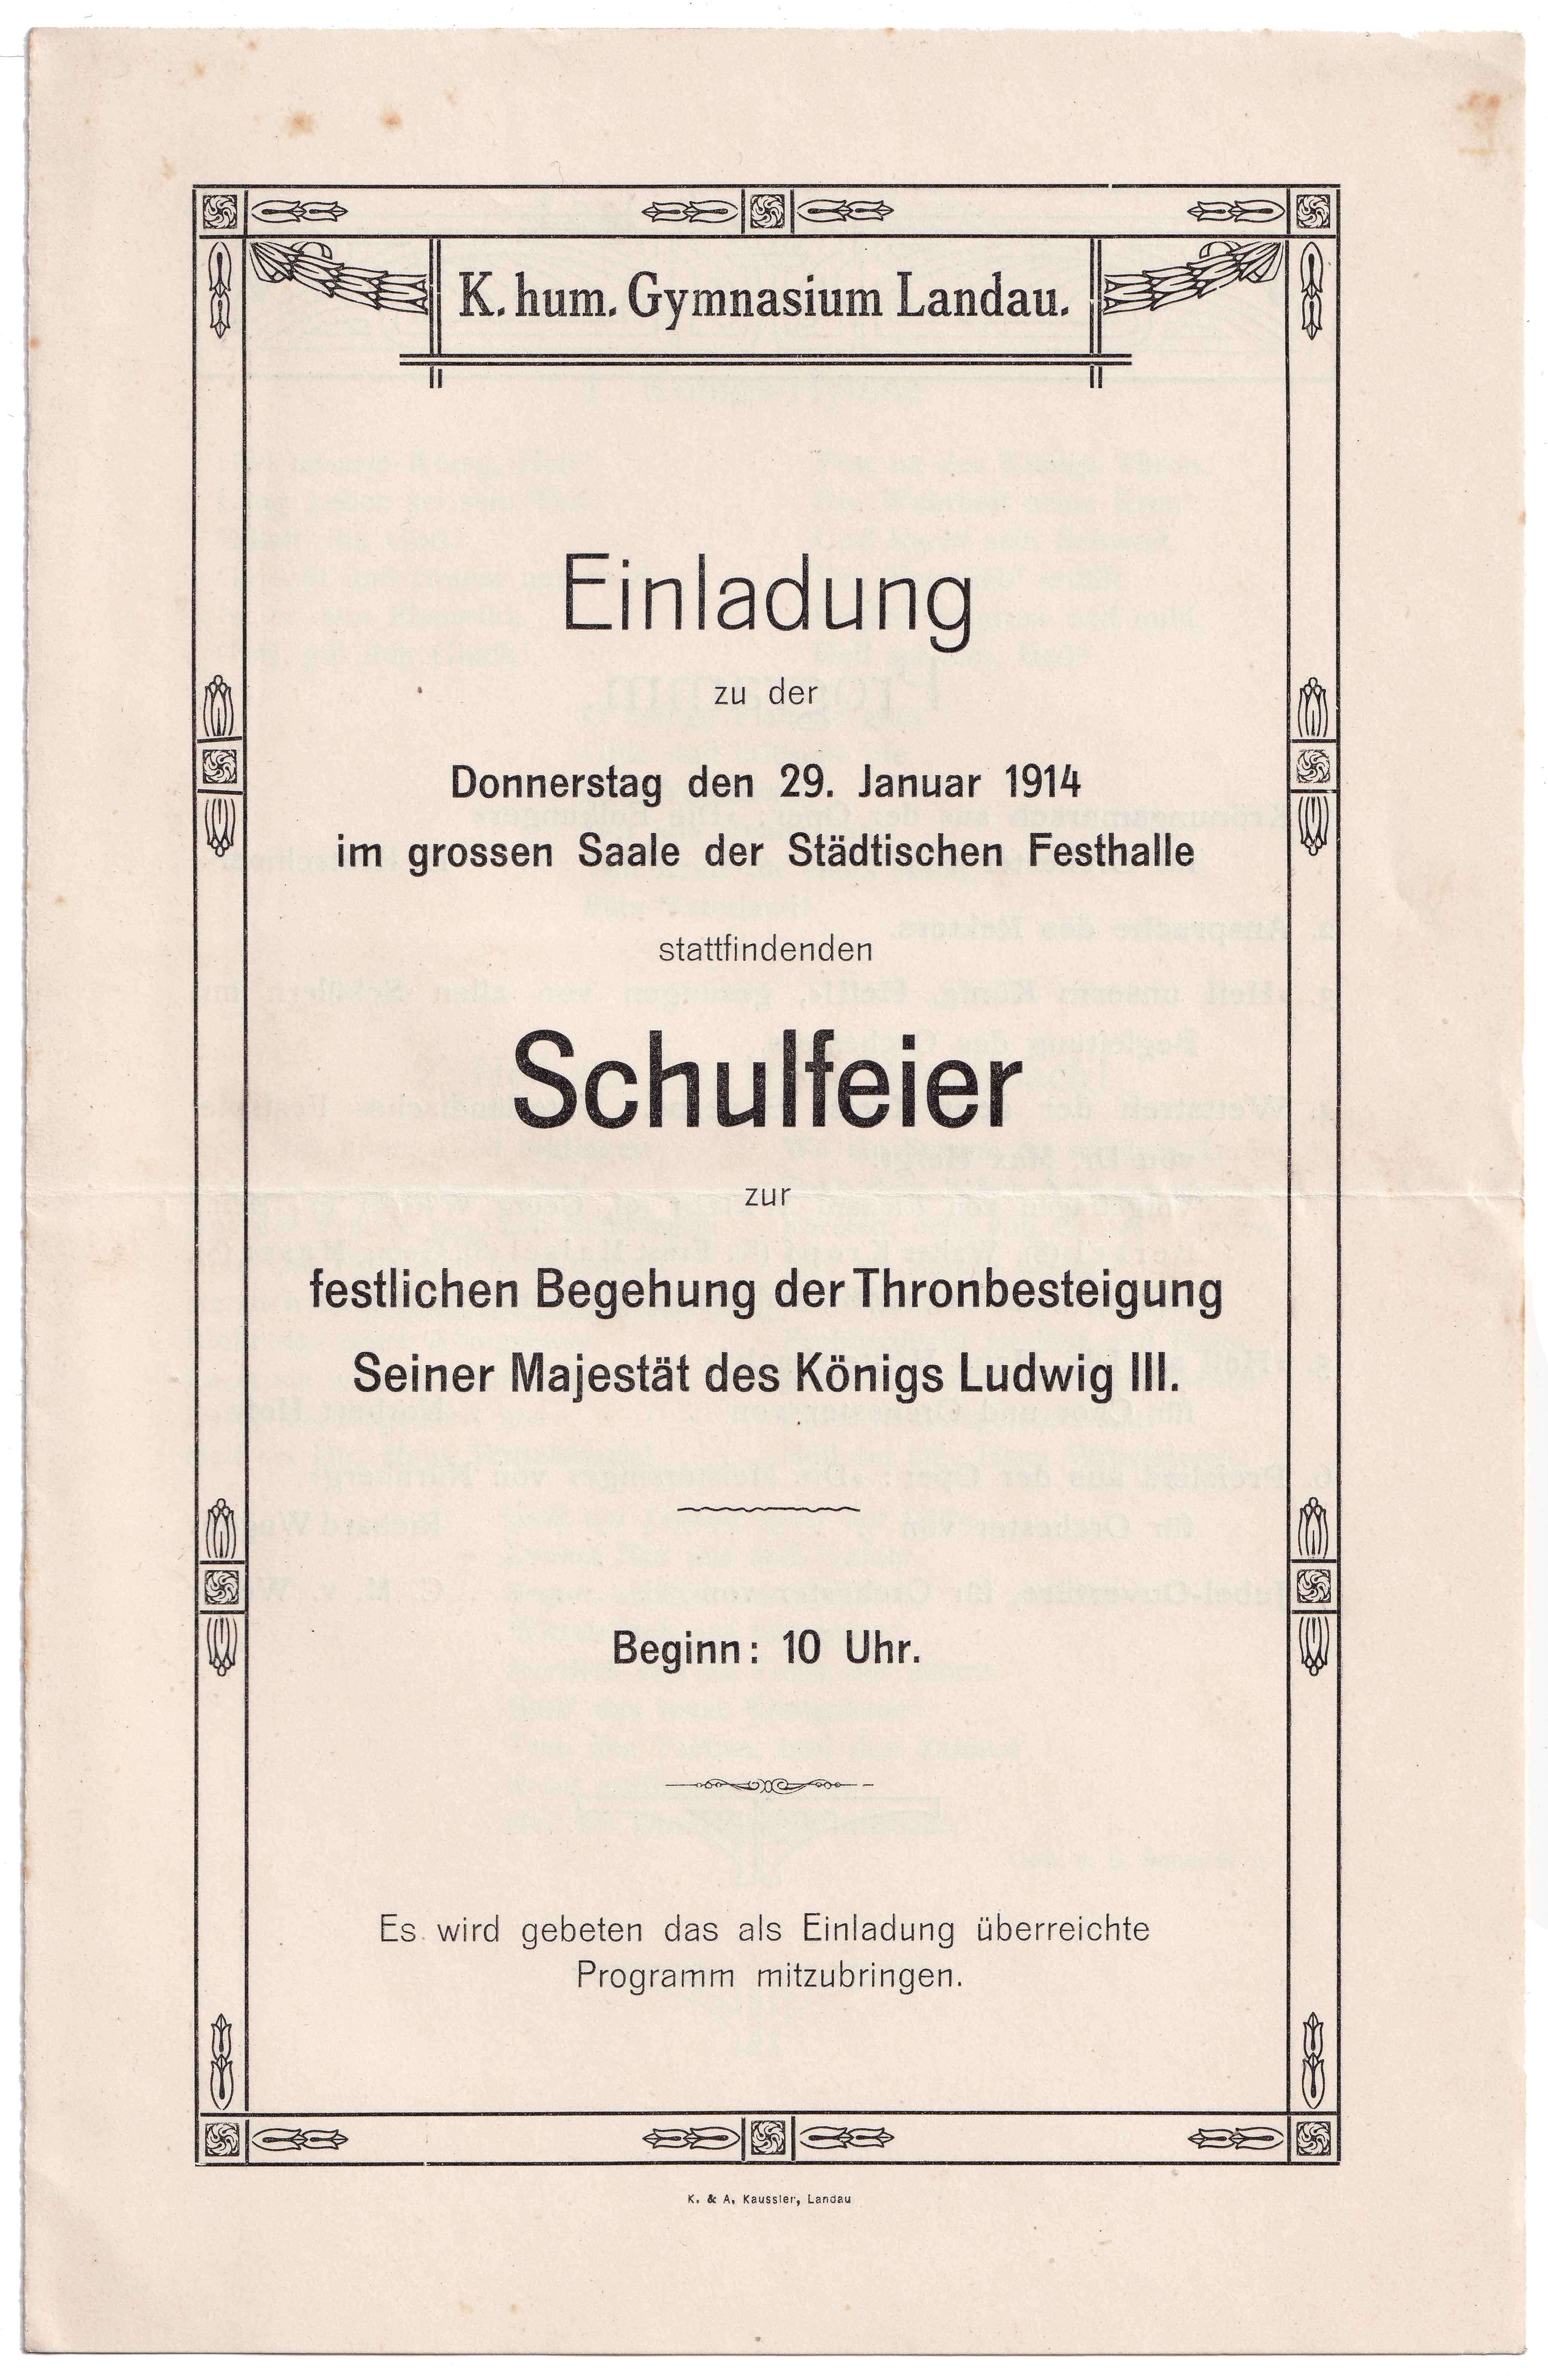 K. hum. Gymnasium Landau.
Einladung
zu der
Donnerstag den 29. Januar 1914
im grossen Saale der Städtischen Festhalle
stattfindenden
Schulfeier
zur
festlichen Begehung der Thronbesteigung
Seiner Majestät des Königs Ludwig III.
Beginn: 10 Uhr.
Es wird gebeten das als Einladung überreichte
Programm mitzubringen.
K. & A. Kaussler, Landau